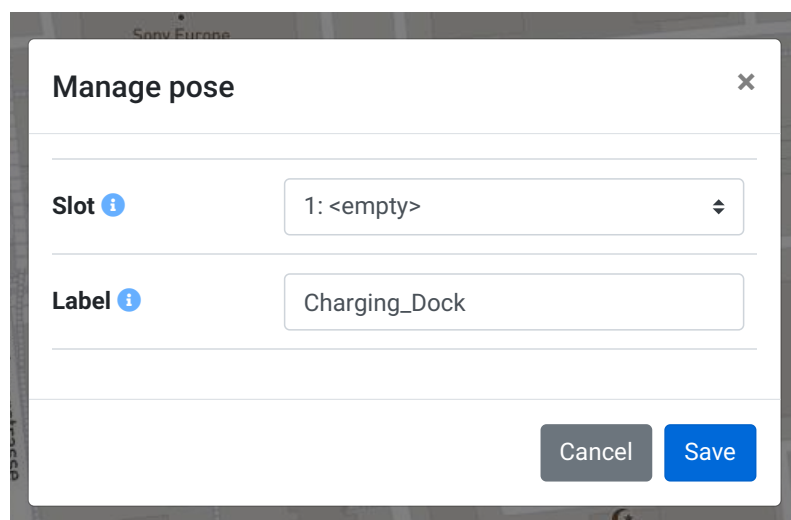 Sony Europe
Manage pose
×
Slot
1: <empty>
Label
Charging_Dock
Cancel
Save